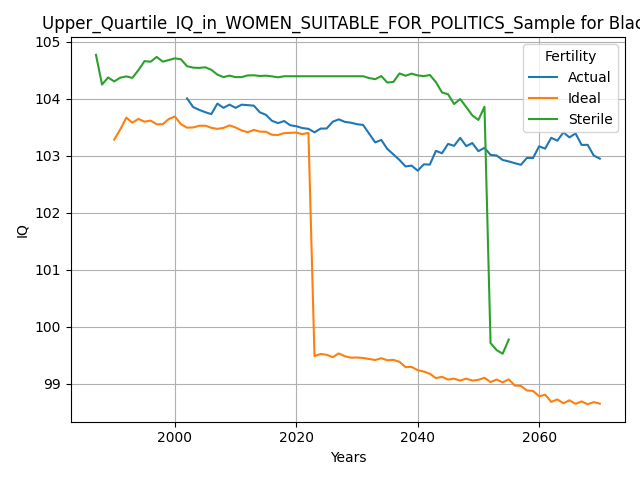 Upper_Quartile_IQ_in_WOMEN_SUITABLE_FOR_POLITICS_Sample for Blac
105
104
103
102
101
100
99
IQ
2000
2020
2040
2060
Years
Fertility
Actual
Ideal
Sterile